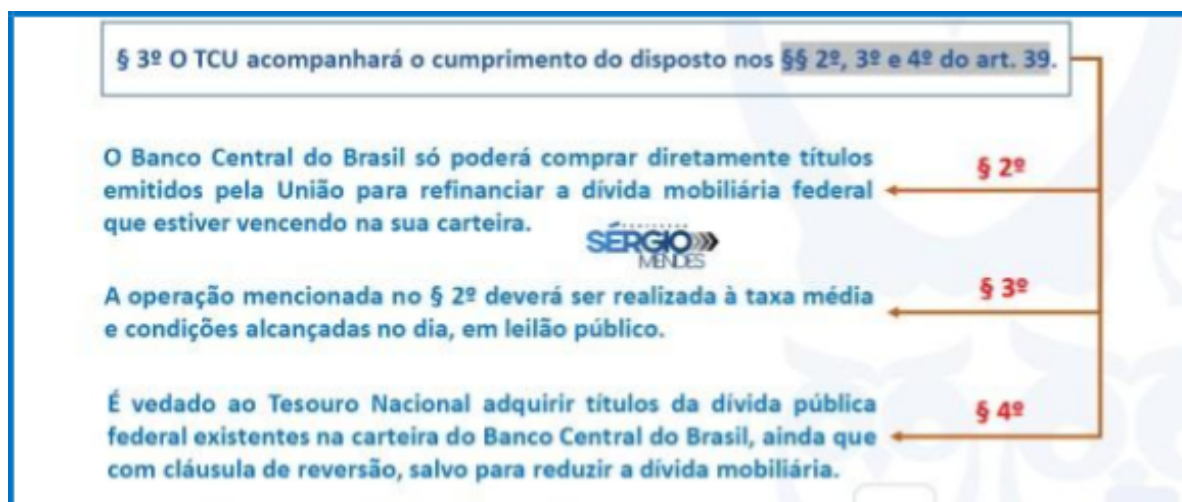 § 3º O TCU acompanhará o cumprimento do disposto nos §§ 2º, 3º e 4º do art. 39.
O Banco Central do Brasil só poderá comprar diretamente títulos
emitidos pela União para refinanciar a dívida mobiliária federal
que estiver vencendo na sua carteira.
§ 2º
PROFESSOR
SÉRGIO
MENDES
A operação mencionada no § 2º deverá ser realizada à taxa média
e condições alcançadas no dia, em leilão público.
§ 3º
É vedado ao Tesouro Nacional adquirir títulos da dívida pública
federal existentes na carteira do Banco Central do Brasil, ainda que
com cláusula de reversão, salvo para reduzir a dívida mobiliária.
§ 4º